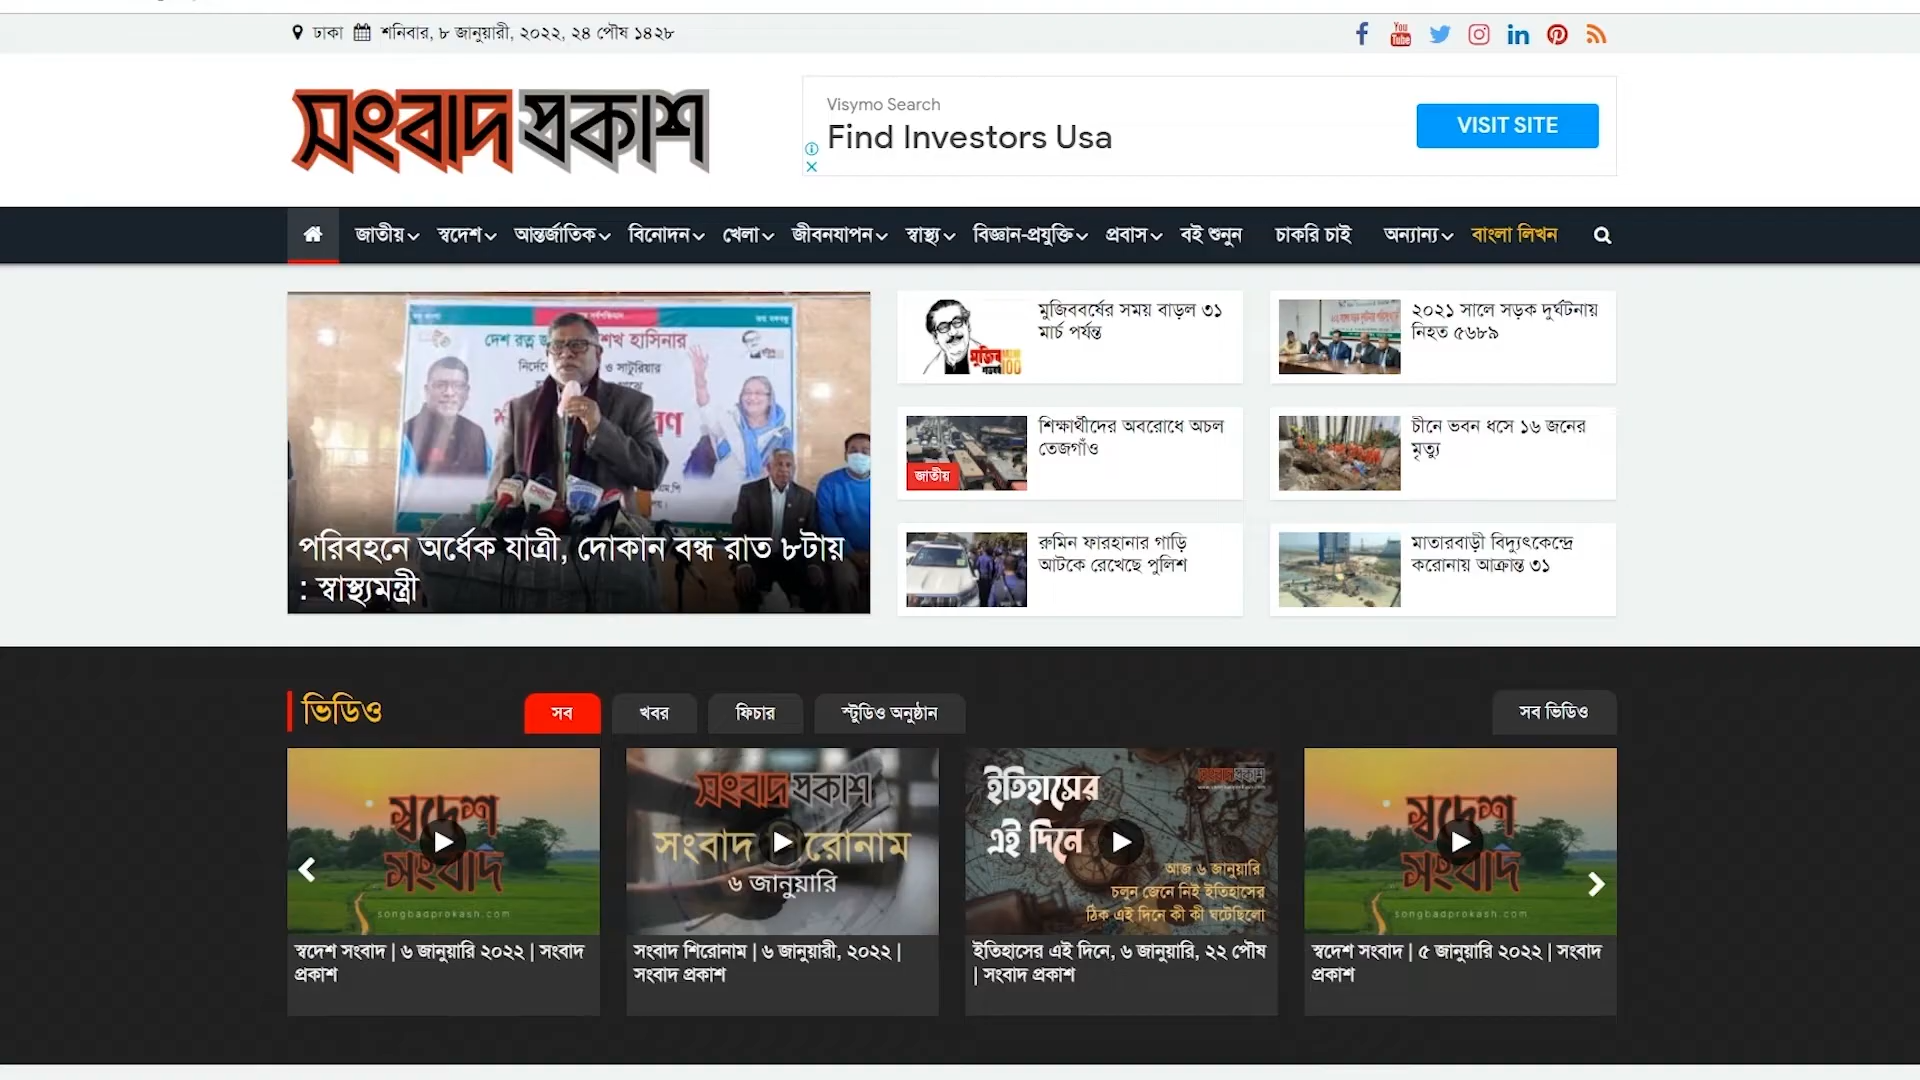 ঢাকা শনিবার, ৮ জানুয়ারী, ২০২২, ২৪ পৌষ ১৪২৮
You Tube
সংবাদ প্রকাশ
Visymo Search
Find Investors Usa
VISIT SITE
জাতীয় স্বদেশ আন্তর্জাতিক বিনোদন খেলা জীবনযাপন স্বাস্থ্য বিজ্ঞান-প্রযুক্তি প্রবাস বই শুনুন চাকরি চাই অন্যান্য বাংলা লিখন
দেশ রত্ন
শেখ হাসিনার
ও সাটুরিয়ার
পরিবহনে অর্ধেক যাত্রী, দোকান বন্ধ রাত ৮টায়
: স্বাস্থ্যমন্ত্রী
মুজিববর্ষের সময় বাড়ল ৩১
মার্চ পর্যন্ত
২০২১ সালে সড়ক দুর্ঘটনায়
নিহত ৫৬৮৯
শিক্ষার্থীদের অবরোধে অচল
তেজগাঁও
জাতীয়
চীনে ভবন ধসে ১৬ জনের
মৃত্যু
রুমিন ফারহানার গাড়ি
আটকে রেখেছে পুলিশ
মাতারবাড়ী বিদ্যুৎকেন্দ্রে
করোনায় আক্রান্ত ৩১
ভিডিও সব খবর ফিচার স্টুডিও অনুষ্ঠান সব ভিডিও
স্বদেশ
সংবাদ
songbadprokash.com
স্বদেশ সংবাদ | ৬ জানুয়ারি ২০২২ | সংবাদ
প্রকাশ
সংবাদ প্রকাশ
সংবাদ শিরোনাম
৬ জানুয়ারি
সংবাদ শিরোনাম | ৬ জানুয়ারী, ২০২২ |
সংবাদ প্রকাশ
সংবাদ প্রকাশ
ইতিহাসের
এই দিনে
আজ ৬ জানুয়ারি
চলুন জেনে নিই ইতিহাসের
ঠিক এই দিনে কী কী ঘটেছিলো
ইতিহাসের এই দিনে, ৬ জানুয়ারি, ২২ পৌষ
| সংবাদ প্রকাশ
স্বদেশ
সংবাদ
songbadprokash.com
স্বদেশ সংবাদ | ৫ জানুয়ারি ২০২২ | সংবাদ
প্রকাশ